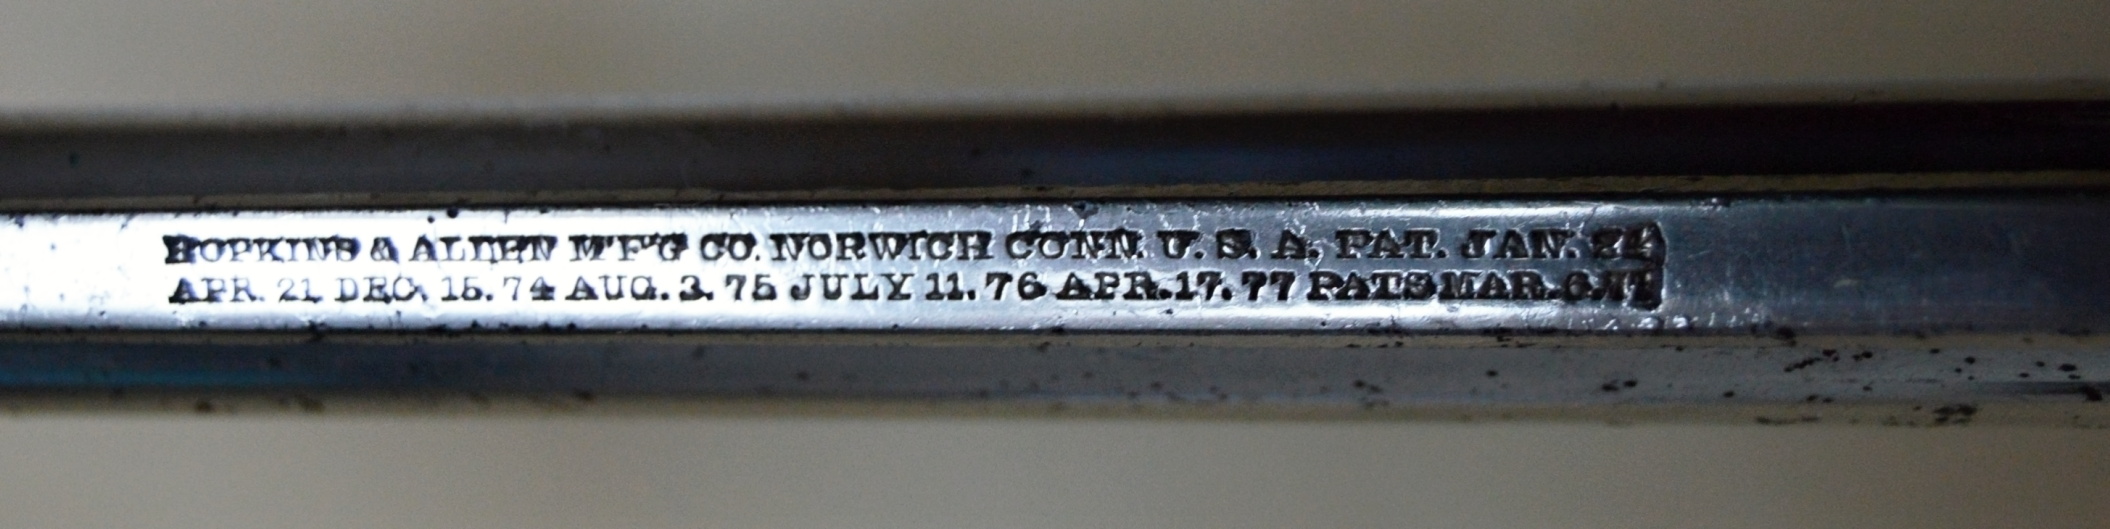 HOPKINS & ALLEN M'F'G CO. NORWICH CONN. U. S. A. PAT. JAN.
APR. 21 DEC. 15. 74 AUG. 3. 75 JULY 11. 76 APR. 17. 77 PATS MAR. 6.